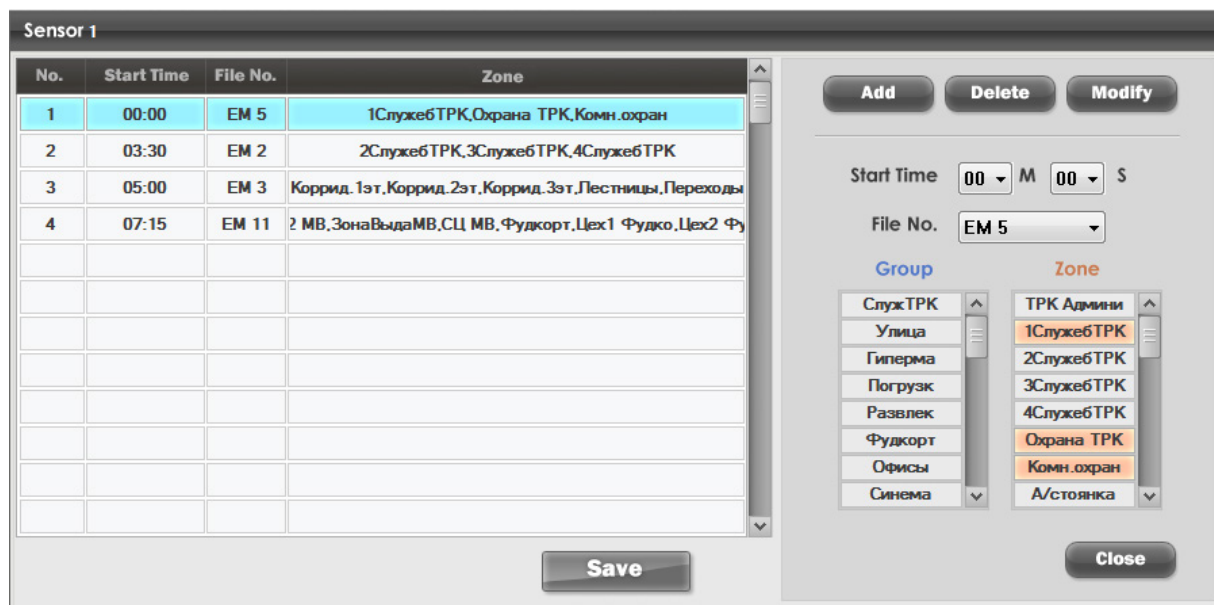 Sensor 1
No. Start Time File No. Zone
1 00:00 EM 5 1СлужебТРК,Охрана ТРК,Комн.охран
2 03:30 EM 2 2СлужебТРК,3СлужебТРК,4СлужебТРК
3 05:00 EM 3 Коррид.1эт,Коррид.2эт,Коррид.3эт,Лестницы,Переходы
4 07:15 EM 11 2 МВ,ЗонаВыдаМВ,СЦ МВ,Фудкорт,Цех1 Фудко,Цех2 Фу
Save
Add Delete Modify
Start Time 00 M 00 S
File No. EM 5
Group Zone
СлужТРК ТРК Админи
Улица 1СлужебТРК
Гиперма 2СлужебТРК
Погрузк 3СлужебТРК
Развлек 4СлужебТРК
Фудкорт Охрана ТРК
Офисы Комн.охран
Синема А/стоянка
Close